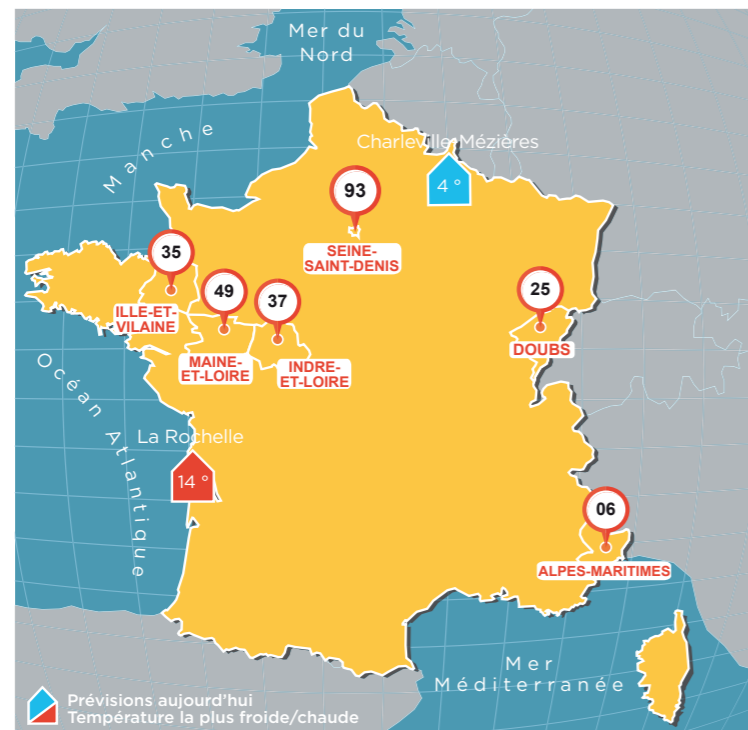 Mer du
Nord
Manche
Charleville-Mézières
4 °
93
SEINE-
SAINT-DENIS
35
ILLE-ET-
VILAINE
49
MAINE-
ET-LOIRE
37
INDRE-
ET-LOIRE
25
DOUBS
Océan Atlantique
La Rochelle
14 °
06
ALPES-MARITIMES
Mer
Méditerranée
Prévisions aujourd'hui
Température la plus froide/chaude